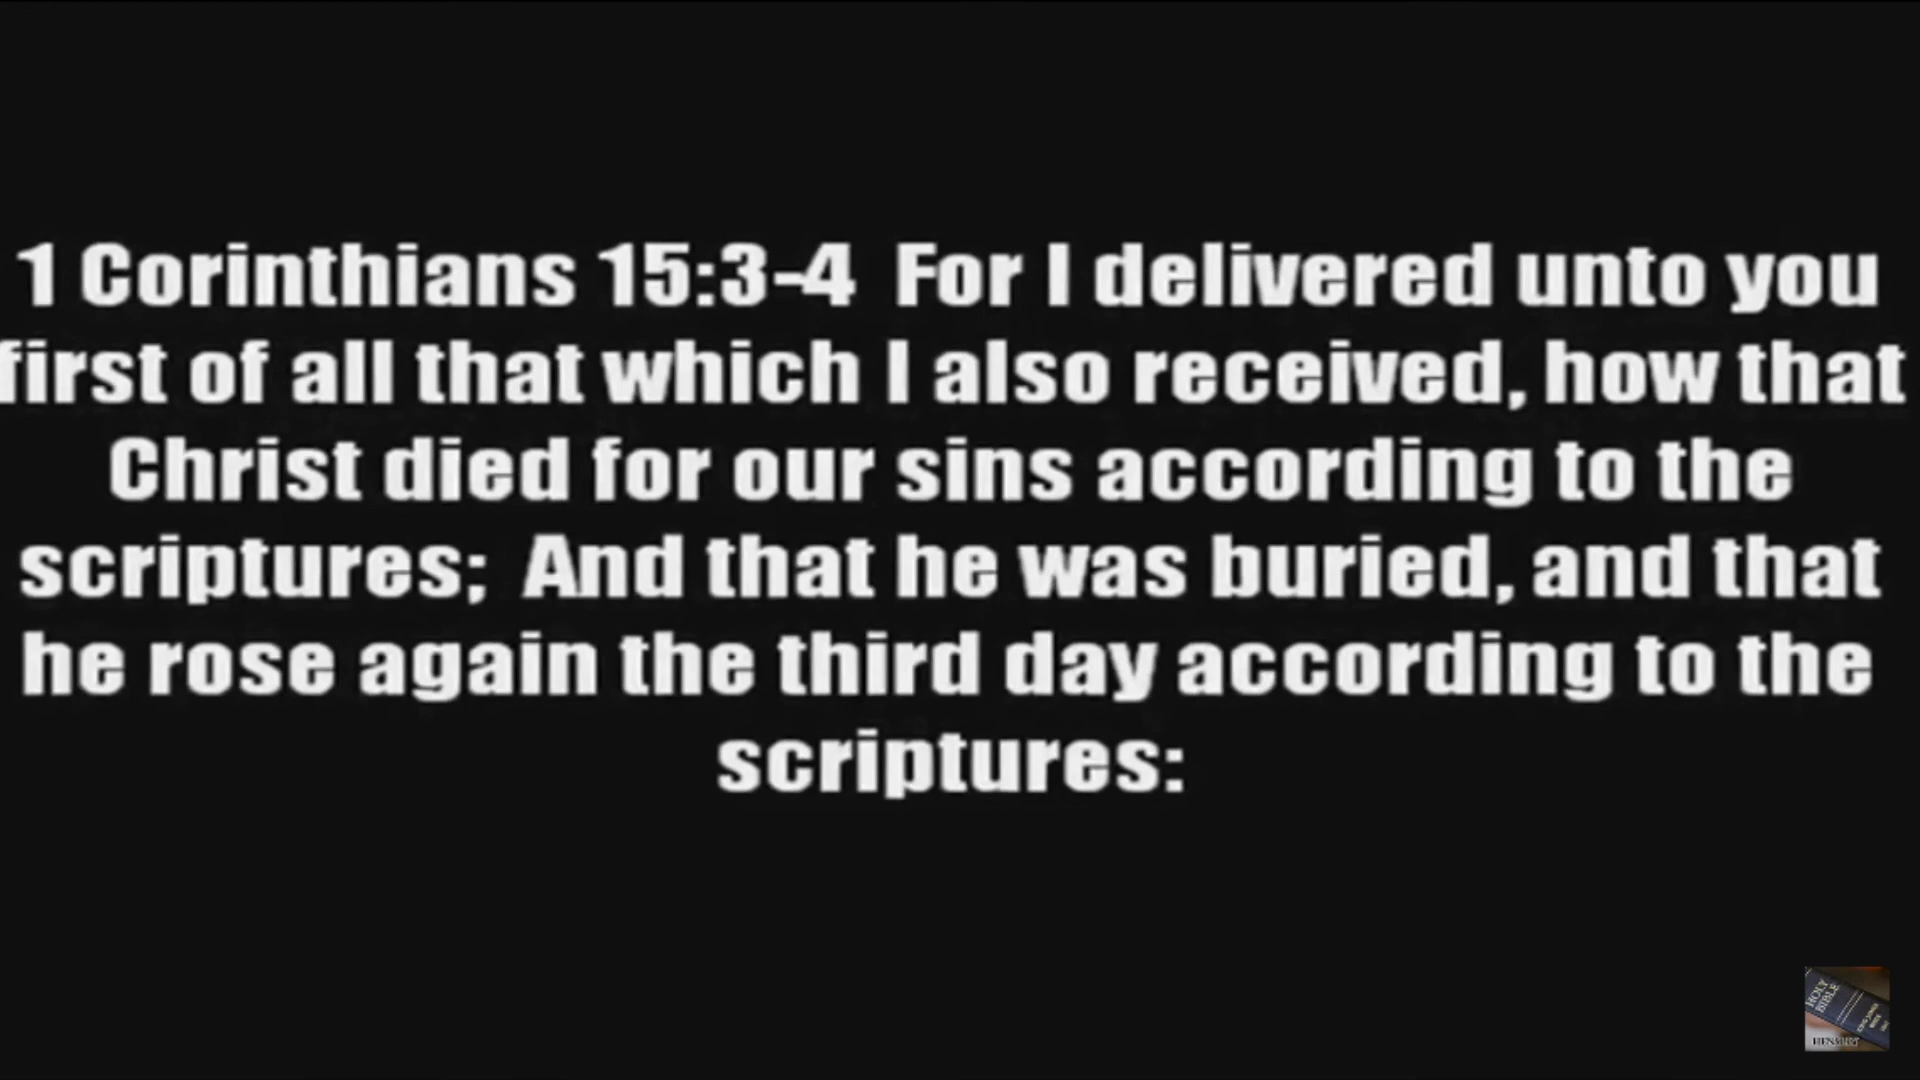 1 Corinthians 15:3-4  For I delivered unto you
first of all that which I also received, how that
Christ died for our sins according to the
scriptures;  And that he was buried, and that
he rose again the third day according to the
scriptures:
HOLY
BIBLE